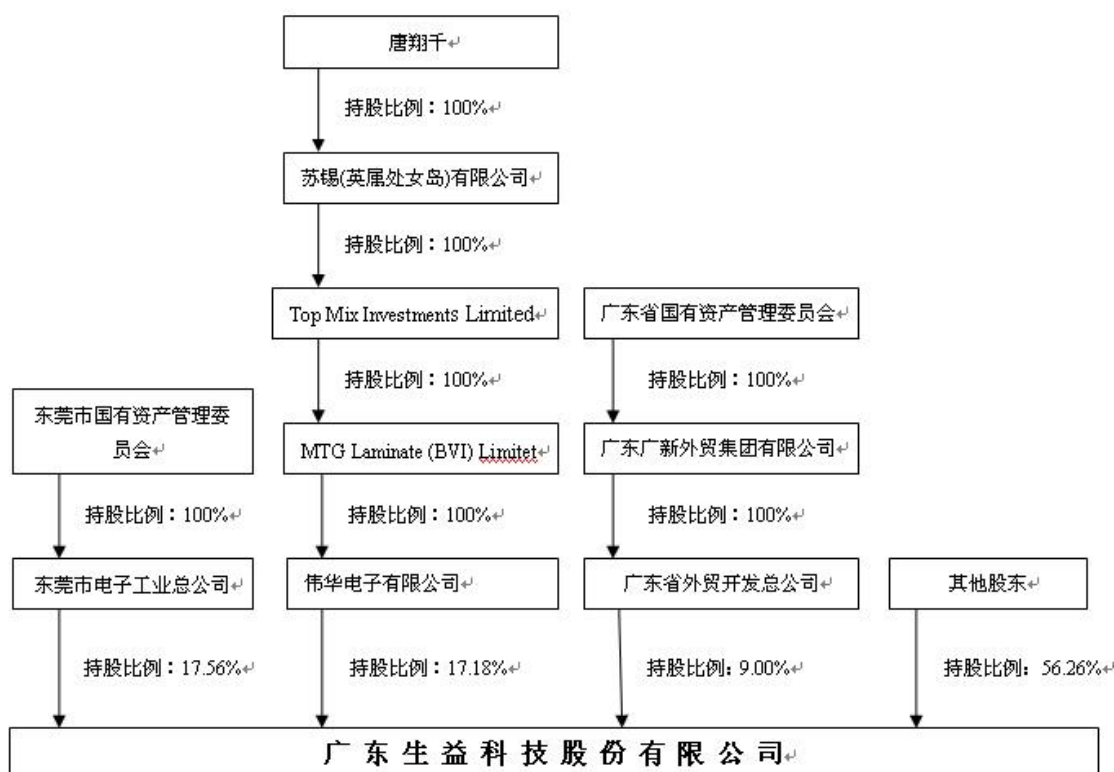 唐翔千
持股比例：100%
苏锡(英属处女岛)有限公司
持股比例：100%
Top Mix Investments Limited
广东省国有资产管理委员会
持股比例：100%
持股比例：100%
东莞市国有资产管理委
员会
MTG Laminate (BVI) Limitet
广东广新外贸集团有限公司
持股比例：100%
持股比例：100%
持股比例：100%
东莞市电子工业总公司
伟华电子有限公司
广东省外贸开发总公司
其他股东
持股比例：17.56%
持股比例：17.18%
持股比例：9.00%
持股比例：56.26%
广东生益科技股份有限公司